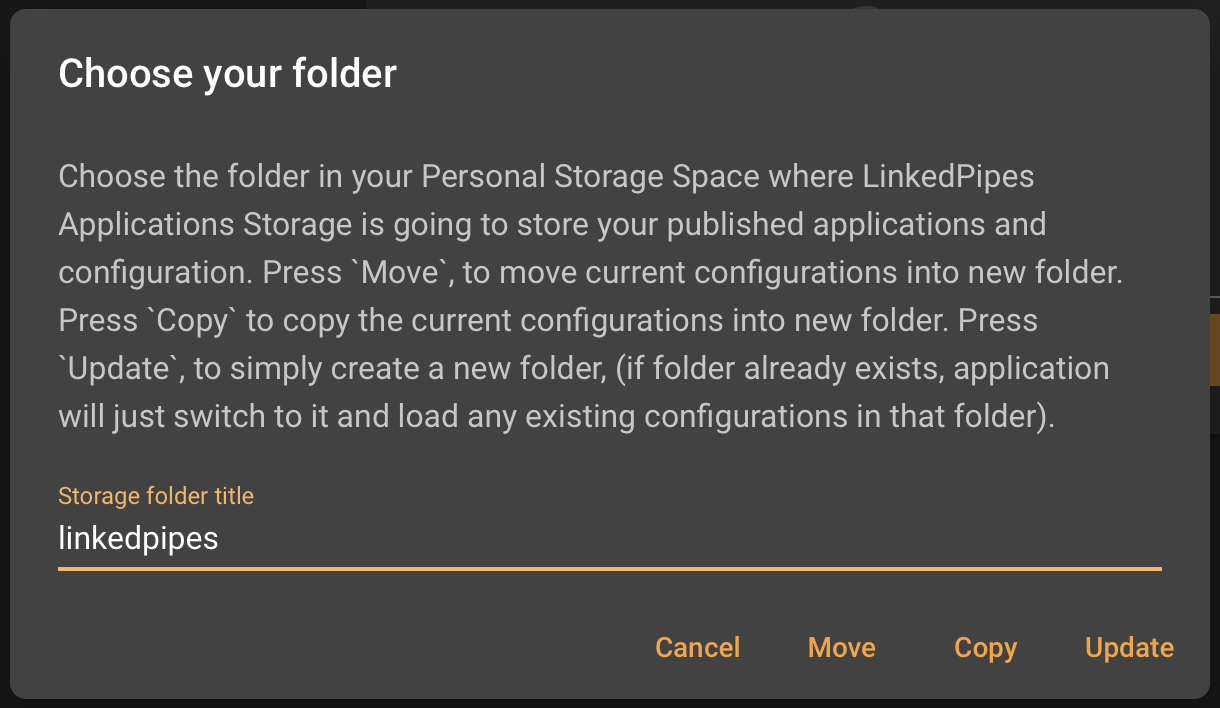 Choose your folder
Choose the folder in your Personal Storage Space where LinkedPipes
Applications Storage is going to store your published applications and
configuration. Press `Move`, to move current configurations into new folder.
Press `Copy` to copy the current configurations into new folder. Press
`Update`, to simply create a new folder, (if folder already exists, application
will just switch to it and load any existing configurations in that folder).
Storage folder title
linkedpipes
Cancel Move Copy Update